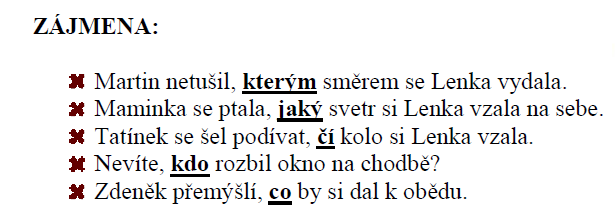 ZÁJMENA:
Martin netušil, kterým směrem se Lenka vydala.
Maminka se ptala, jaký svetr si Lenka vzala na sebe.
Tatínek se šel podívat, čí kolo si Lenka vzala.
Nevíte, kdo rozbil okno na chodbě?
Zdeněk přemýšlí, co by si dal k obědu.